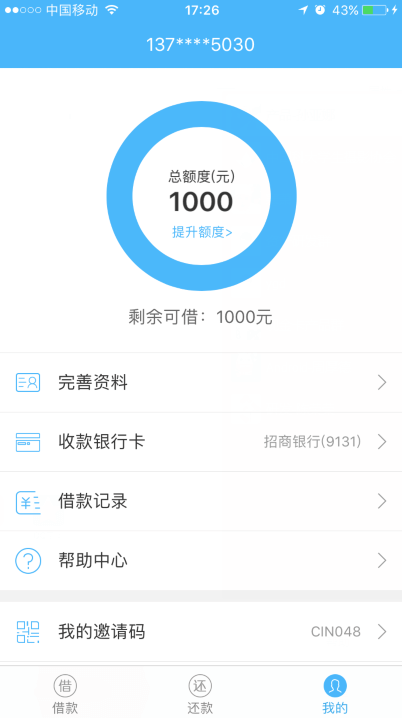 中国移动 17:26 43%
137****5030
总额度(元)
1000
提升额度>
剩余可借：1000元
完善资料
收款银行卡 招商银行(9131)
借款记录
帮助中心
我的邀请码 CIN048
借 还
借款 还款 我的